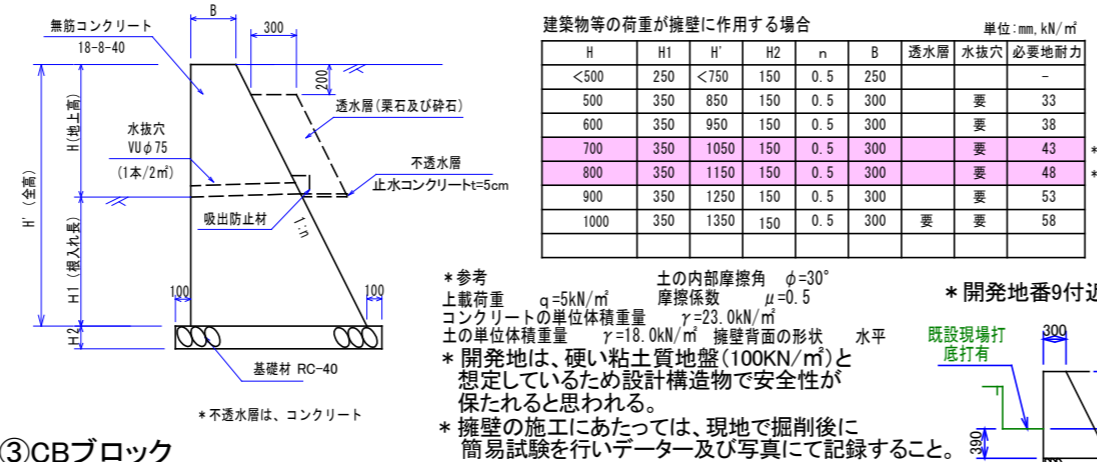 B
無筋コンクリート
18-8-40
300
200
H(地上高)
透水層(栗石及び砕石)
水抜穴
VUφ75
(1本/2㎡)
不透水層
止水コンクリートt=5cm
吸出防止材
H' (全高)
H1 (根入れ長)
1:n
100
100
H2
基礎材 RC-40
*不透水層は、コンクリート
③CBブロック
建築物等の荷重が擁壁に作用する場合
単位:mm, kN/㎡
H H1 H' H2 n B 透水層 水抜穴 必要地耐力
<500 250 <750 150 0.5 250 -
500 350 850 150 0.5 300 要 33
600 350 950 150 0.5 300 要 38
700 350 1050 150 0.5 300 要 43 *
800 350 1150 150 0.5 300 要 48 *
900 350 1250 150 0.5 300 要 53
1000 350 1350 150 0.5 300 要 要 58
*参考 土の内部摩擦角 φ=30°
上載荷重 q=5kN/㎡ 摩擦係数 μ=0.5
コンクリートの単位体積重量 γ=23.0kN/㎡
土の単位体積重量 γ=18.0kN/㎡ 擁壁背面の形状 水平
*開発地は、硬い粘土質地盤(100KN/㎡)と
想定しているため設計構造物で安全性が
保たれると思われる。
*擁壁の施工にあたっては、現地で掘削後に
簡易試験を行いデーター及び写真にて記録すること。
*開発地番9付近
既設現場打
底打有
300
390